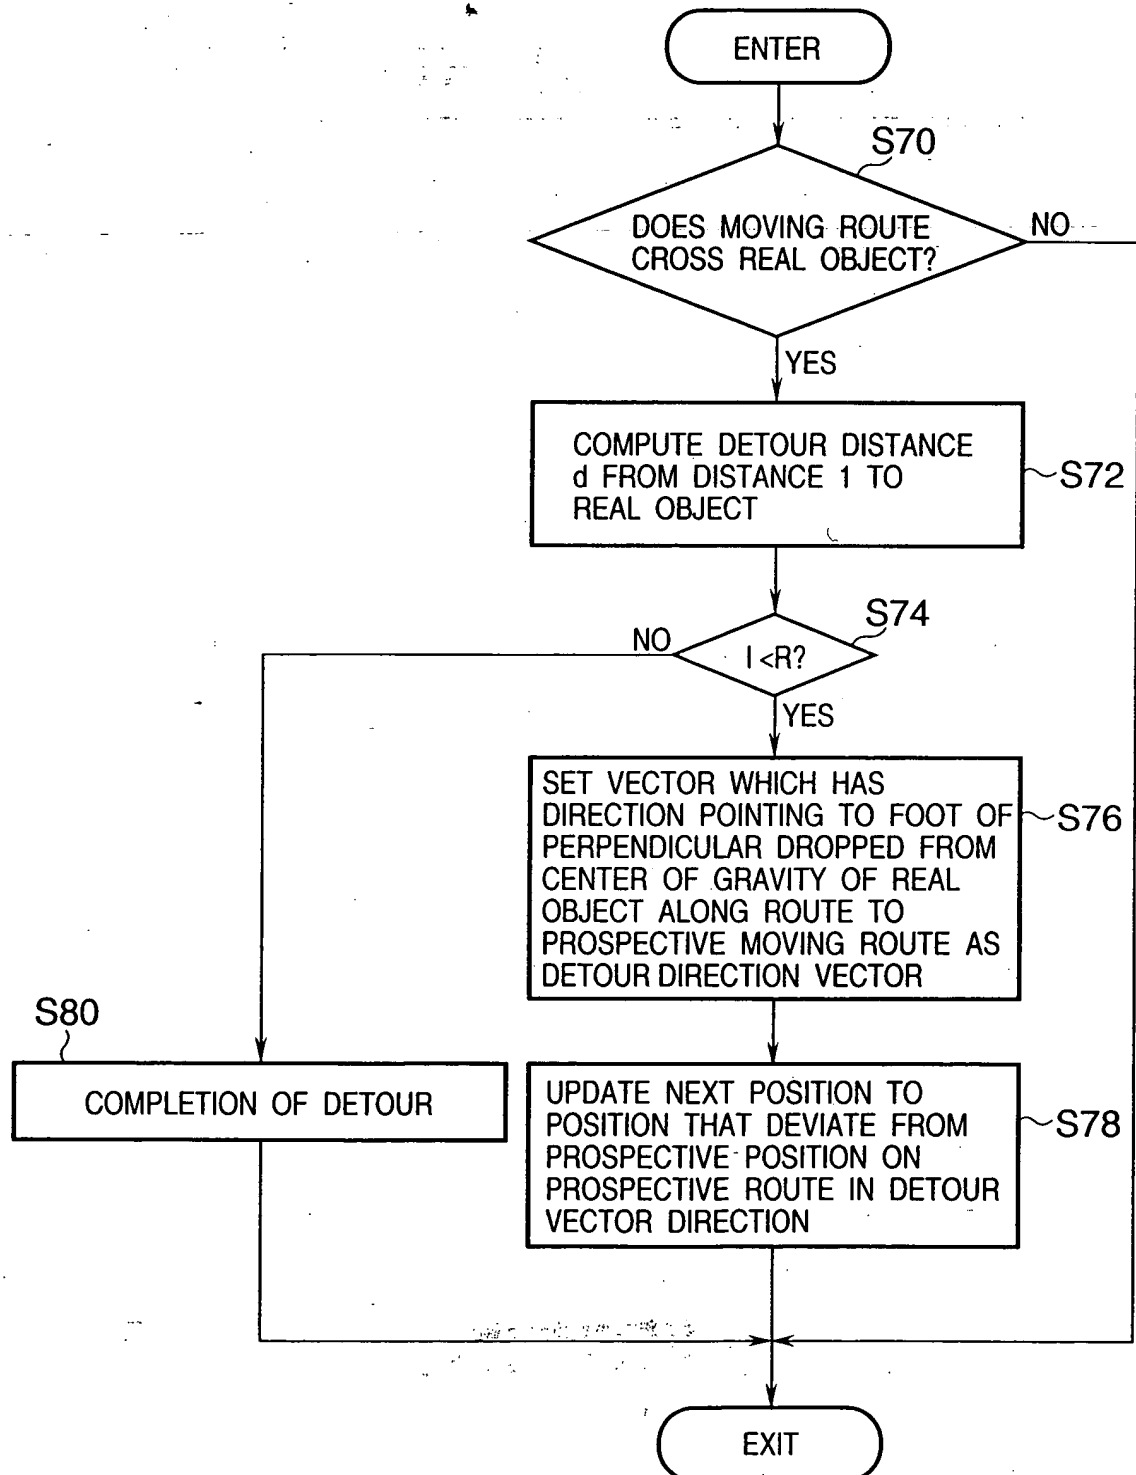 ENTER
S70
DOES MOVING ROUTE
CROSS REAL OBJECT?
NO
YES
COMPUTE DETOUR DISTANCE
d FROM DISTANCE 1 TO
REAL OBJECT
S72
S74
NO
l<R?
YES
SET VECTOR WHICH HAS
DIRECTION POINTING TO FOOT OF
PERPENDICULAR DROPPED FROM
CENTER OF GRAVITY OF REAL
OBJECT ALONG ROUTE TO
PROSPECTIVE MOVING ROUTE AS
DETOUR DIRECTION VECTOR
S76
S80
COMPLETION OF DETOUR
UPDATE NEXT POSITION TO
POSITION THAT DEVIATE FROM
PROSPECTIVE POSITION ON
PROSPECTIVE ROUTE IN DETOUR
VECTOR DIRECTION
S78
EXIT